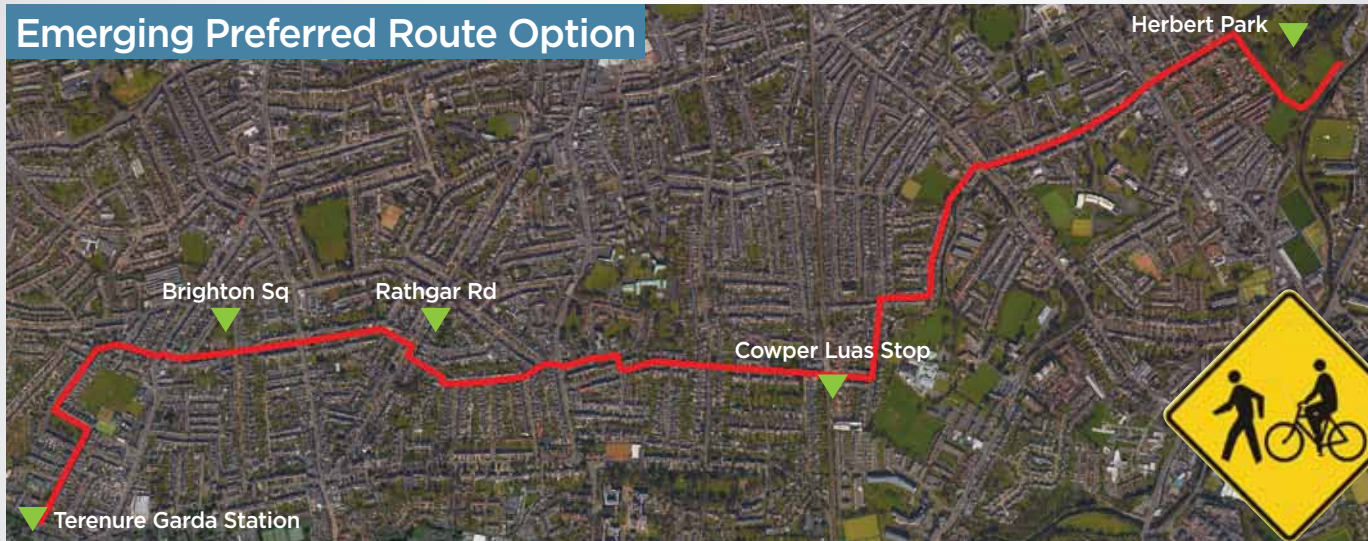 Emerging Preferred Route Option
Herbert Park
Brighton Sq
Rathgar Rd
Cowper Luas Stop
Terenure Garda Station